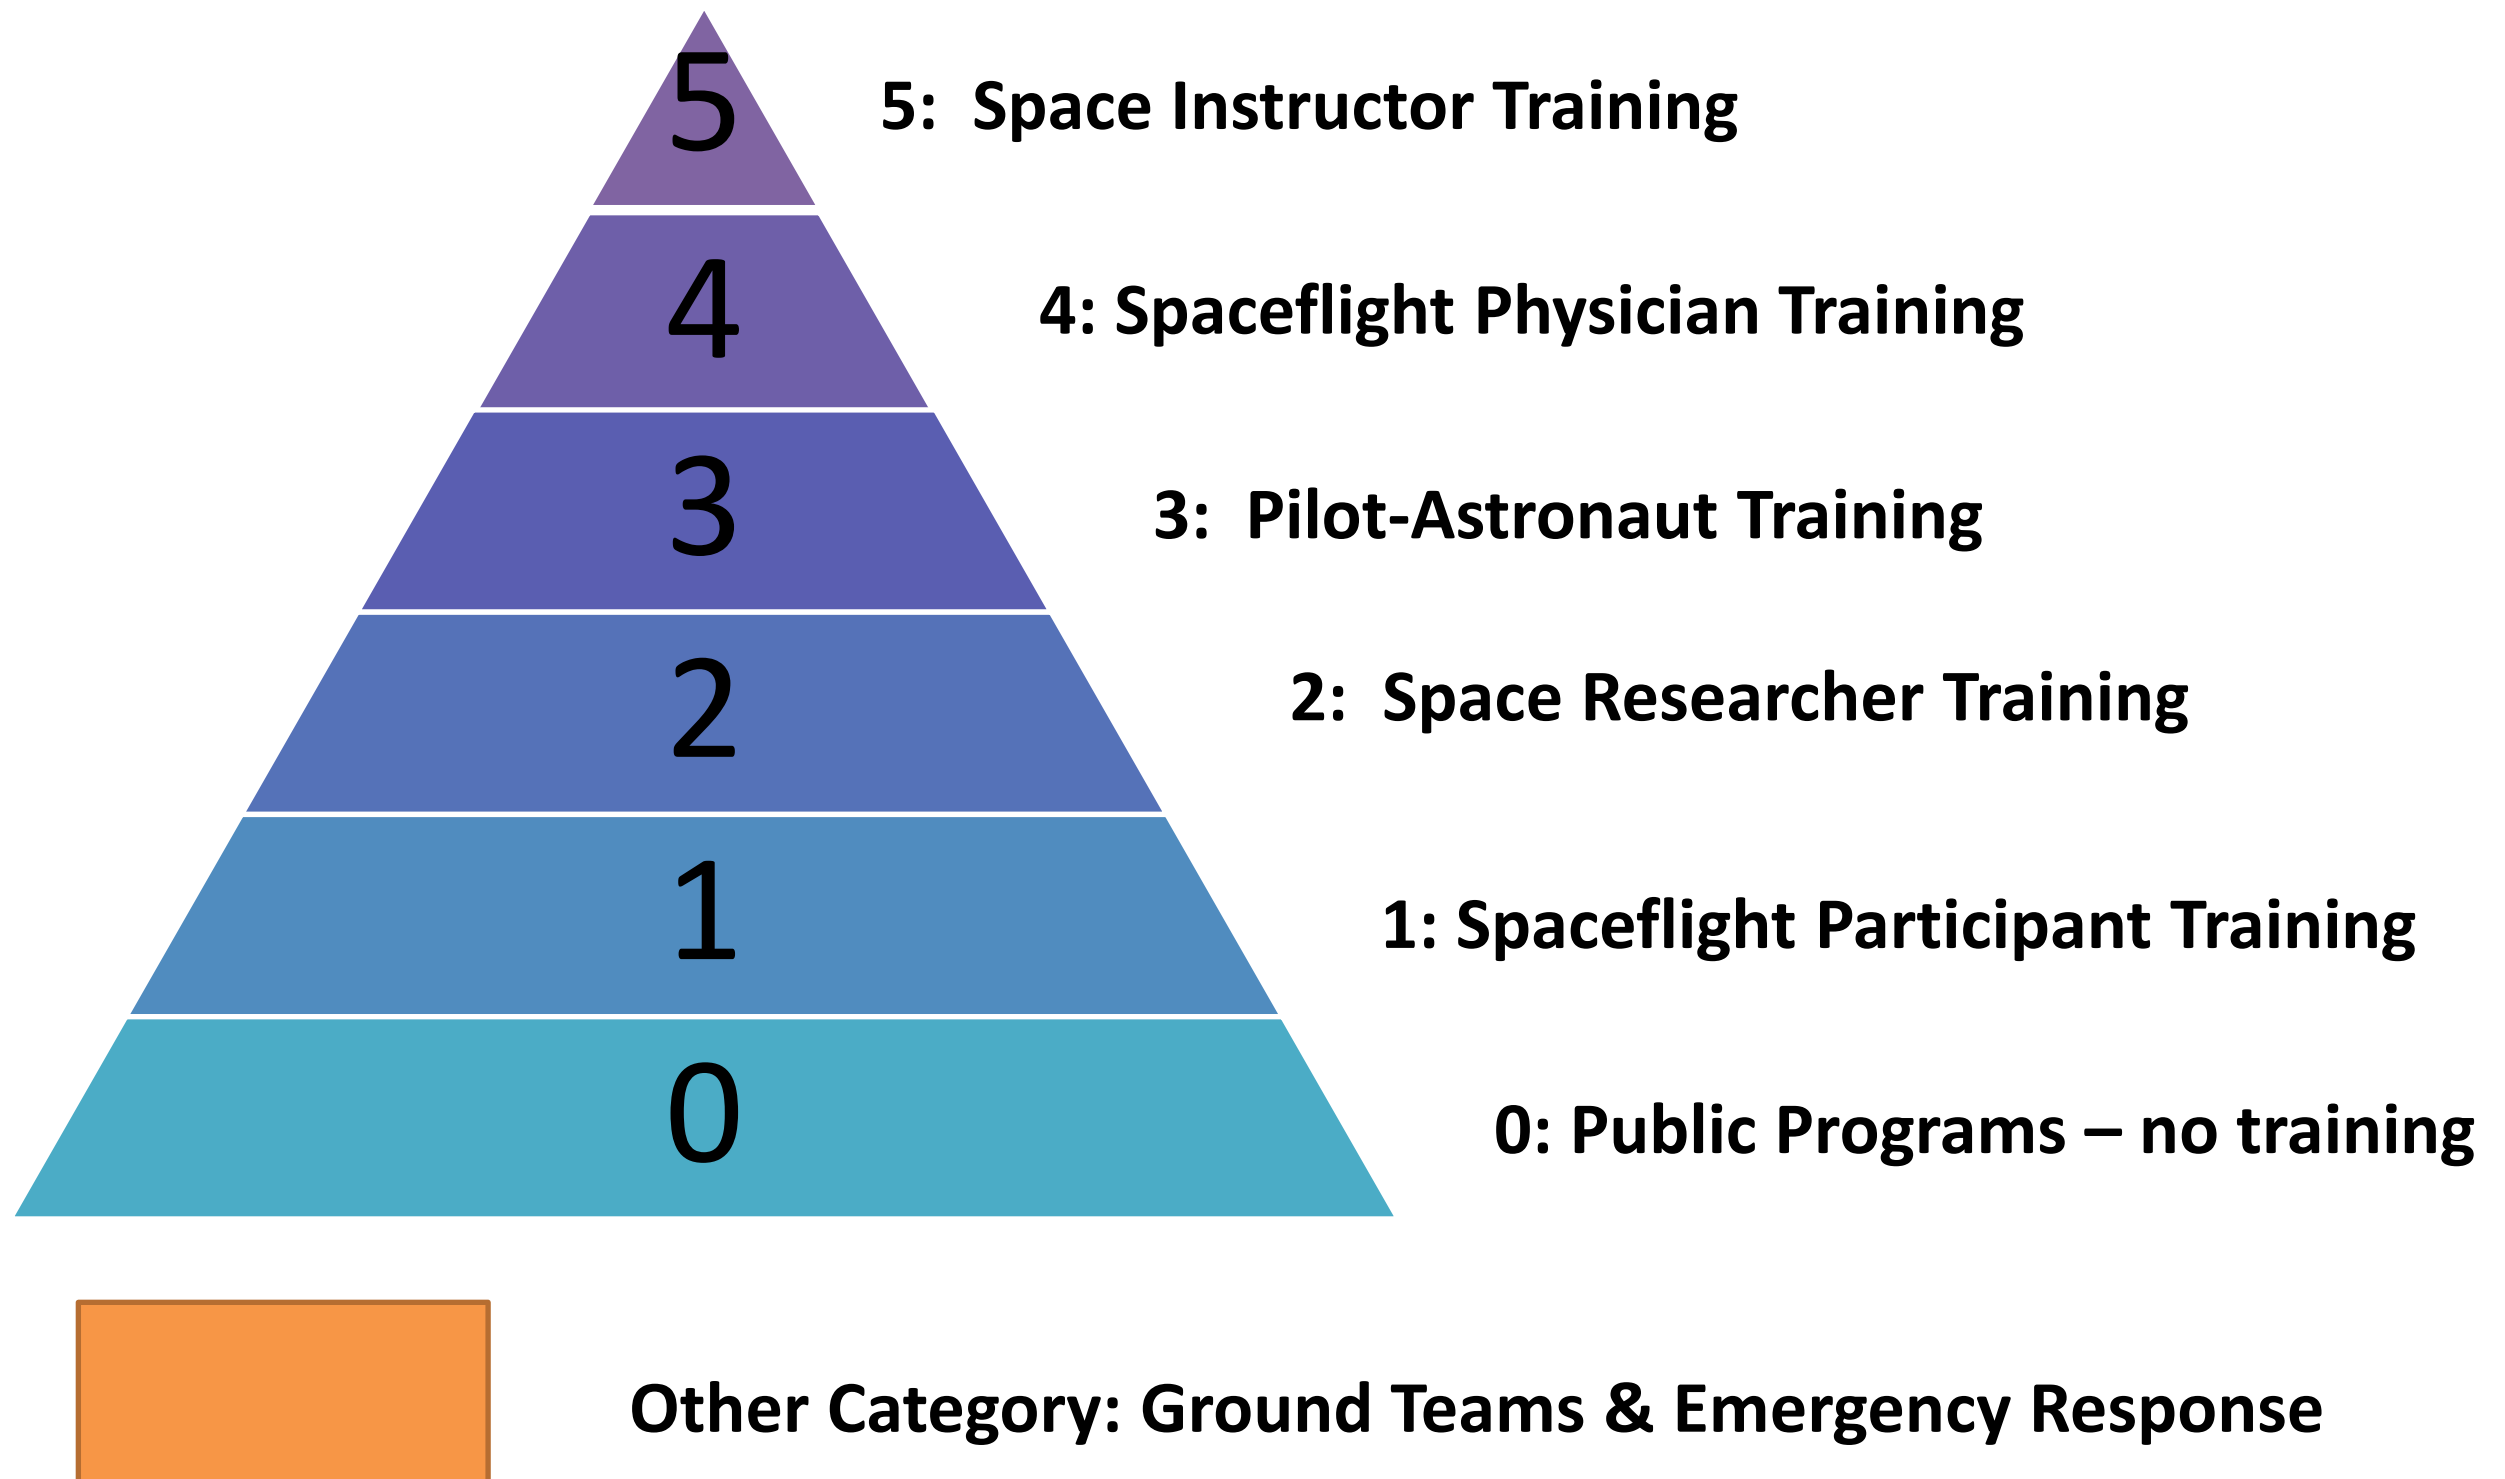 5
5:  Space Instructor Training
4
4: Spaceflight Physician Training
3
3:  Pilot-Astronaut Training
2
2:  Space Researcher Training
1
1: Spaceflight Participant Training
0
0: Public Programs – no training
Other Category: Ground Teams & Emergency Response